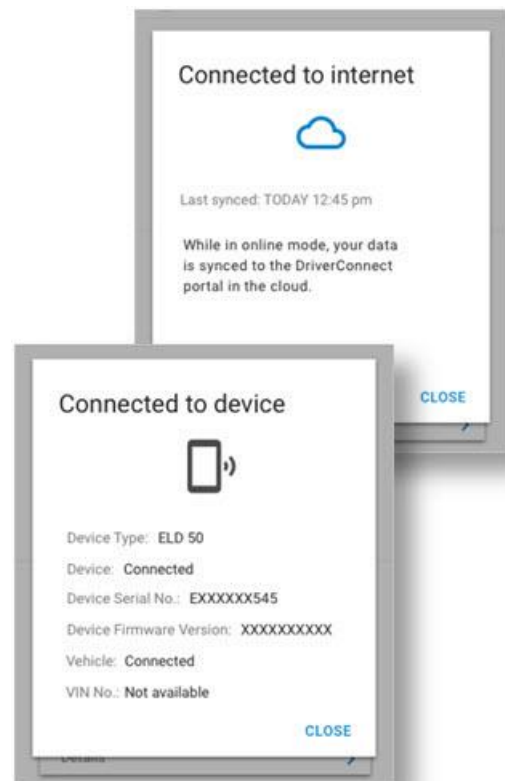 Connected to internet
Last synced: TODAY 12:45 pm
While in online mode, your data
is synced to the DriverConnect
portal in the cloud.
CLOSE
Connected to device
Device Type: ELD 50
Device: Connected
Device Serial No.: EXXXXXX545
Device Firmware Version: XXXXXXXXXX
Vehicle: Connected
VIN No.: Not available
CLOSE
Details